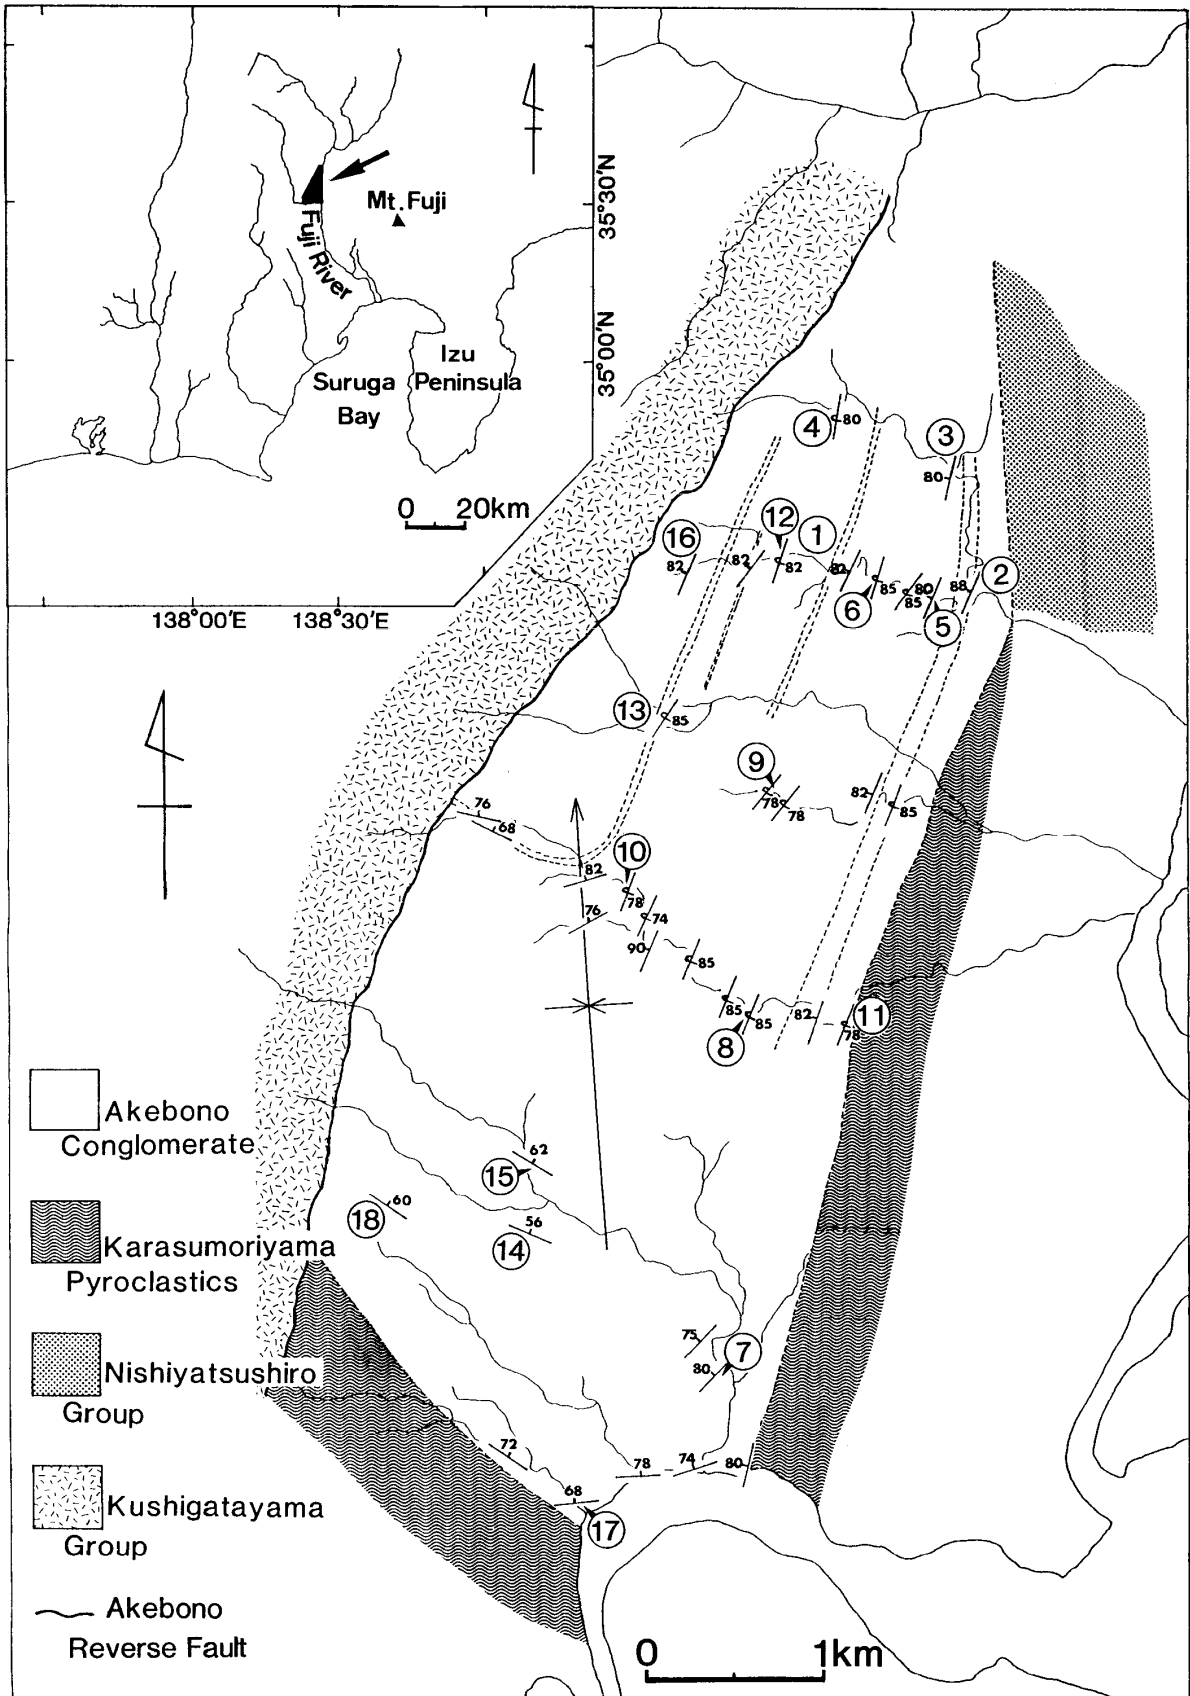 Mt. Fuji
Fuji River
Izu
Suruga Peninsula
Bay
0 20km
35°30′N
35°00′N
138°00′E 138°30′E
4
80
3
80
16
82
12
82
82
1
82
6
85
80
85
5
88
2
13
85
9
78
78
82
85
76
68
82
10
78
76
74
90
85
85
8
85
82
11
78
62
15
60
18
56
14
75
7
80
72
78
74
80
68
17
Akebono
Conglomerate
Karasumoriyama
Pyroclastics
Nishiyatsushiro
Group
Kushigatayama
Group
Akebono
Reverse Fault
0 1km